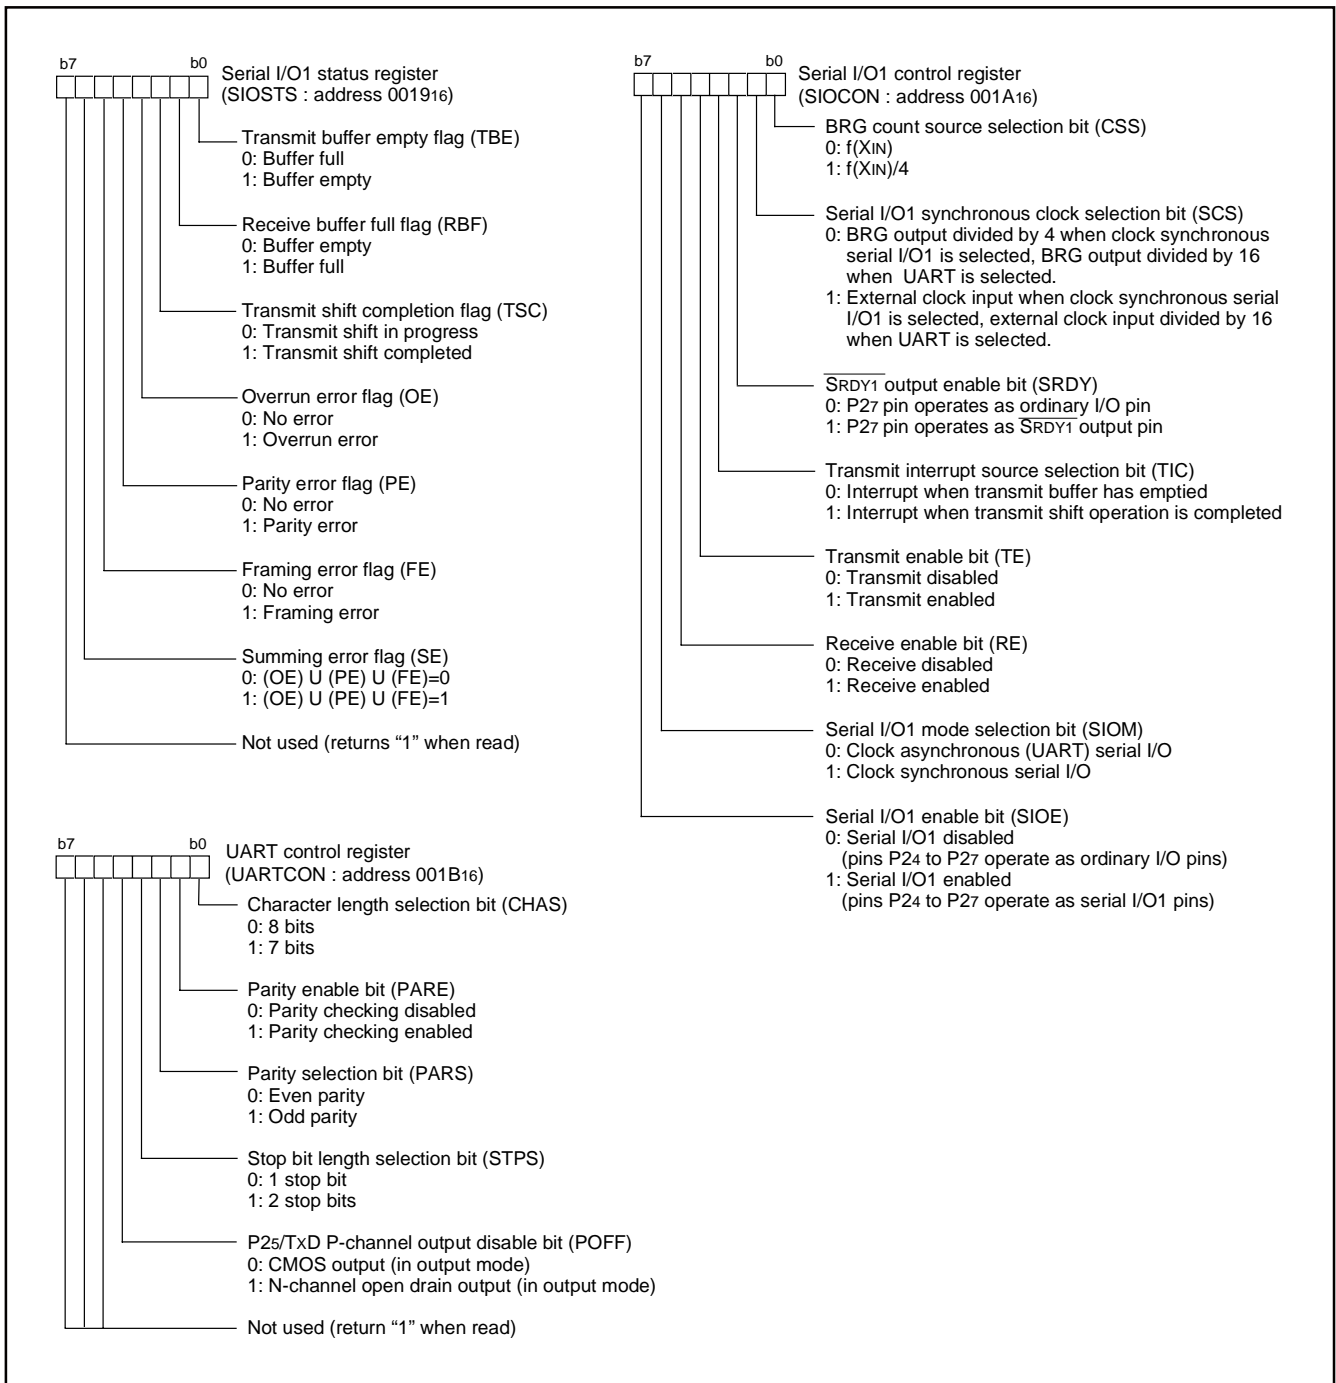 b7 b0
Serial I/O1 status register
(SIOSTS : address 001916)
Transmit buffer empty flag (TBE)
0: Buffer full
1: Buffer empty
Receive buffer full flag (RBF)
0: Buffer empty
1: Buffer full
Transmit shift completion flag (TSC)
0: Transmit shift in progress
1: Transmit shift completed
Overrun error flag (OE)
0: No error
1: Overrun error
Parity error flag (PE)
0: No error
1: Parity error
Framing error flag (FE)
0: No error
1: Framing error
Summing error flag (SE)
0: (OE) U (PE) U (FE)=0
1: (OE) U (PE) U (FE)=1
Not used (returns “1” when read)
b7 b0
UART control register
(UARTCON : address 001B16)
Character length selection bit (CHAS)
0: 8 bits
1: 7 bits
Parity enable bit (PARE)
0: Parity checking disabled
1: Parity checking enabled
Parity selection bit (PARS)
0: Even parity
1: Odd parity
Stop bit length selection bit (STPS)
0: 1 stop bit
1: 2 stop bits
P25/TXD P-channel output disable bit (POFF)
0: CMOS output (in output mode)
1: N-channel open drain output (in output mode)
Not used (return “1” when read)
b7 b0
Serial I/O1 control register
(SIOCON : address 001A16)
BRG count source selection bit (CSS)
0: f(XIN)
1: f(XIN)/4
Serial I/O1 synchronous clock selection bit (SCS)
0: BRG output divided by 4 when clock synchronous
serial I/O1 is selected, BRG output divided by 16
when UART is selected.
1: External clock input when clock synchronous serial
I/O1 is selected, external clock input divided by 16
when UART is selected.
SRDY1 output enable bit (SRDY)
0: P27 pin operates as ordinary I/O pin
1: P27 pin operates as SRDY1 output pin
Transmit interrupt source selection bit (TIC)
0: Interrupt when transmit buffer has emptied
1: Interrupt when transmit shift operation is completed
Transmit enable bit (TE)
0: Transmit disabled
1: Transmit enabled
Receive enable bit (RE)
0: Receive disabled
1: Receive enabled
Serial I/O1 mode selection bit (SIOM)
0: Clock asynchronous (UART) serial I/O
1: Clock synchronous serial I/O
Serial I/O1 enable bit (SIOE)
0: Serial I/O1 disabled
(pins P24 to P27 operate as ordinary I/O pins)
1: Serial I/O1 enabled
(pins P24 to P27 operate as serial I/O1 pins)